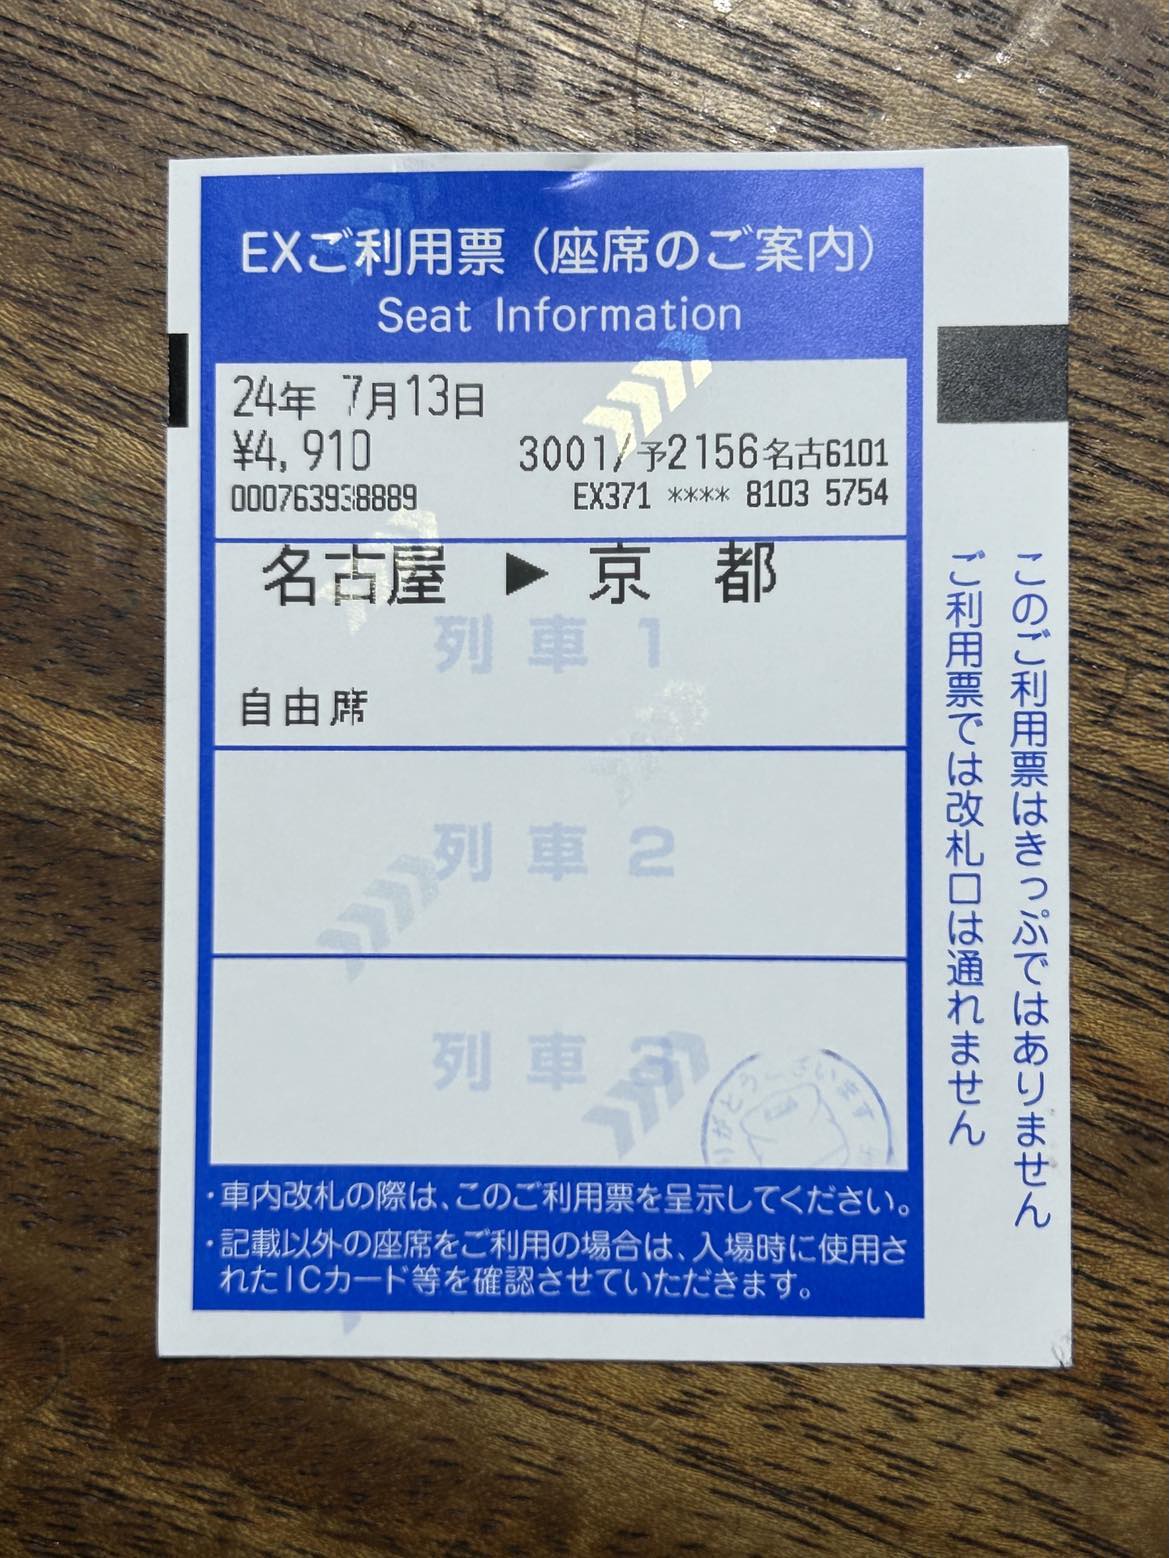 EXご利用票（座席のご案内）
Seat Information
24年 7月13日
¥4,910
3001/予2156名古6101
000763938889
EX371 **** 8103 5754
名古屋 ▶ 京 都
列車1
自由席
列車2
列車3
ございます
・車内改札の際は、このご利用票を呈示してください。
・記載以外の座席をご利用の場合は、入場時に使用さ
れたICカード等を確認させていただきます。
このご利用票はきっぷではありません
ご利用票では改札口は通れません